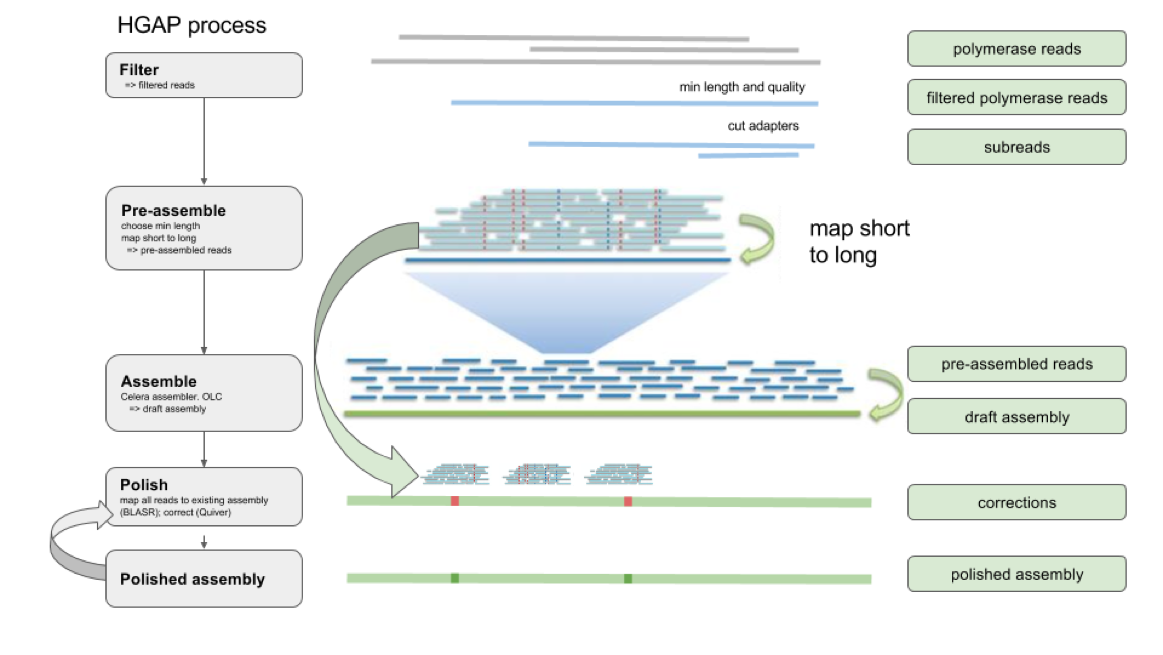 HGAP process
Filter
=> filtered reads
polymerase reads
min length and quality
filtered polymerase reads
cut adapters
subreads
Pre-assemble
choose min length
map short to long
=> pre-assembled reads
map short
to long
Assemble
Celera assembler. OLC
=> draft assembly
pre-assembled reads
draft assembly
Polish
map all reads to existing assembly
(BLASR); correct (Quiver)
corrections
Polished assembly
polished assembly